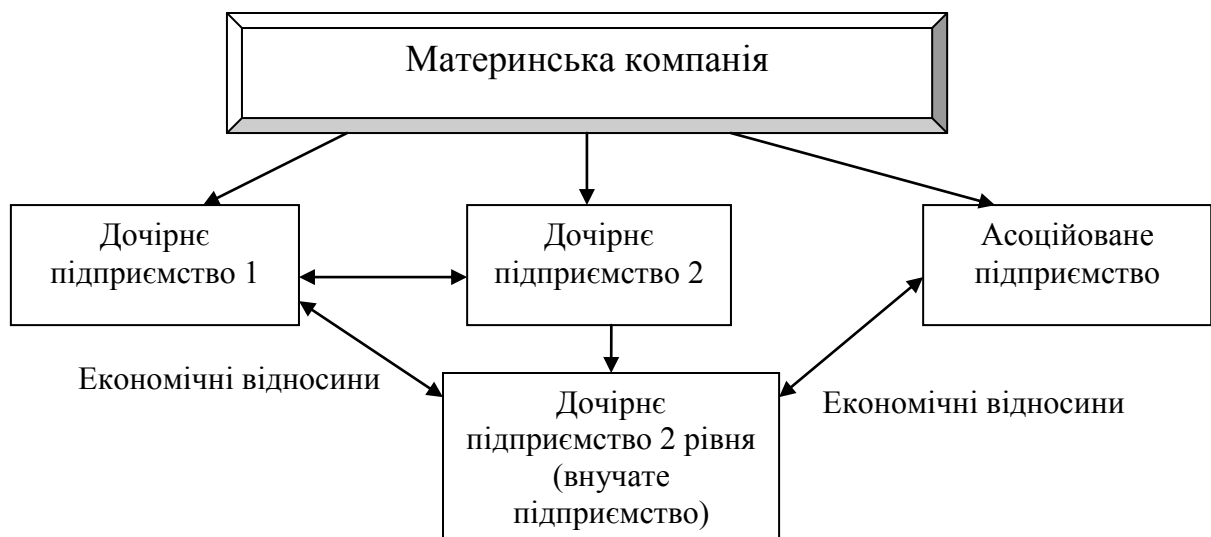 Материнська компанія
Дочірнє
підприємство 1
Дочірнє
підприємство 2
Асоційоване
підприємство
Економічні відносини
Дочірнє
підприємство 2 рівня
(внучате
підприємство)
Економічні відносини